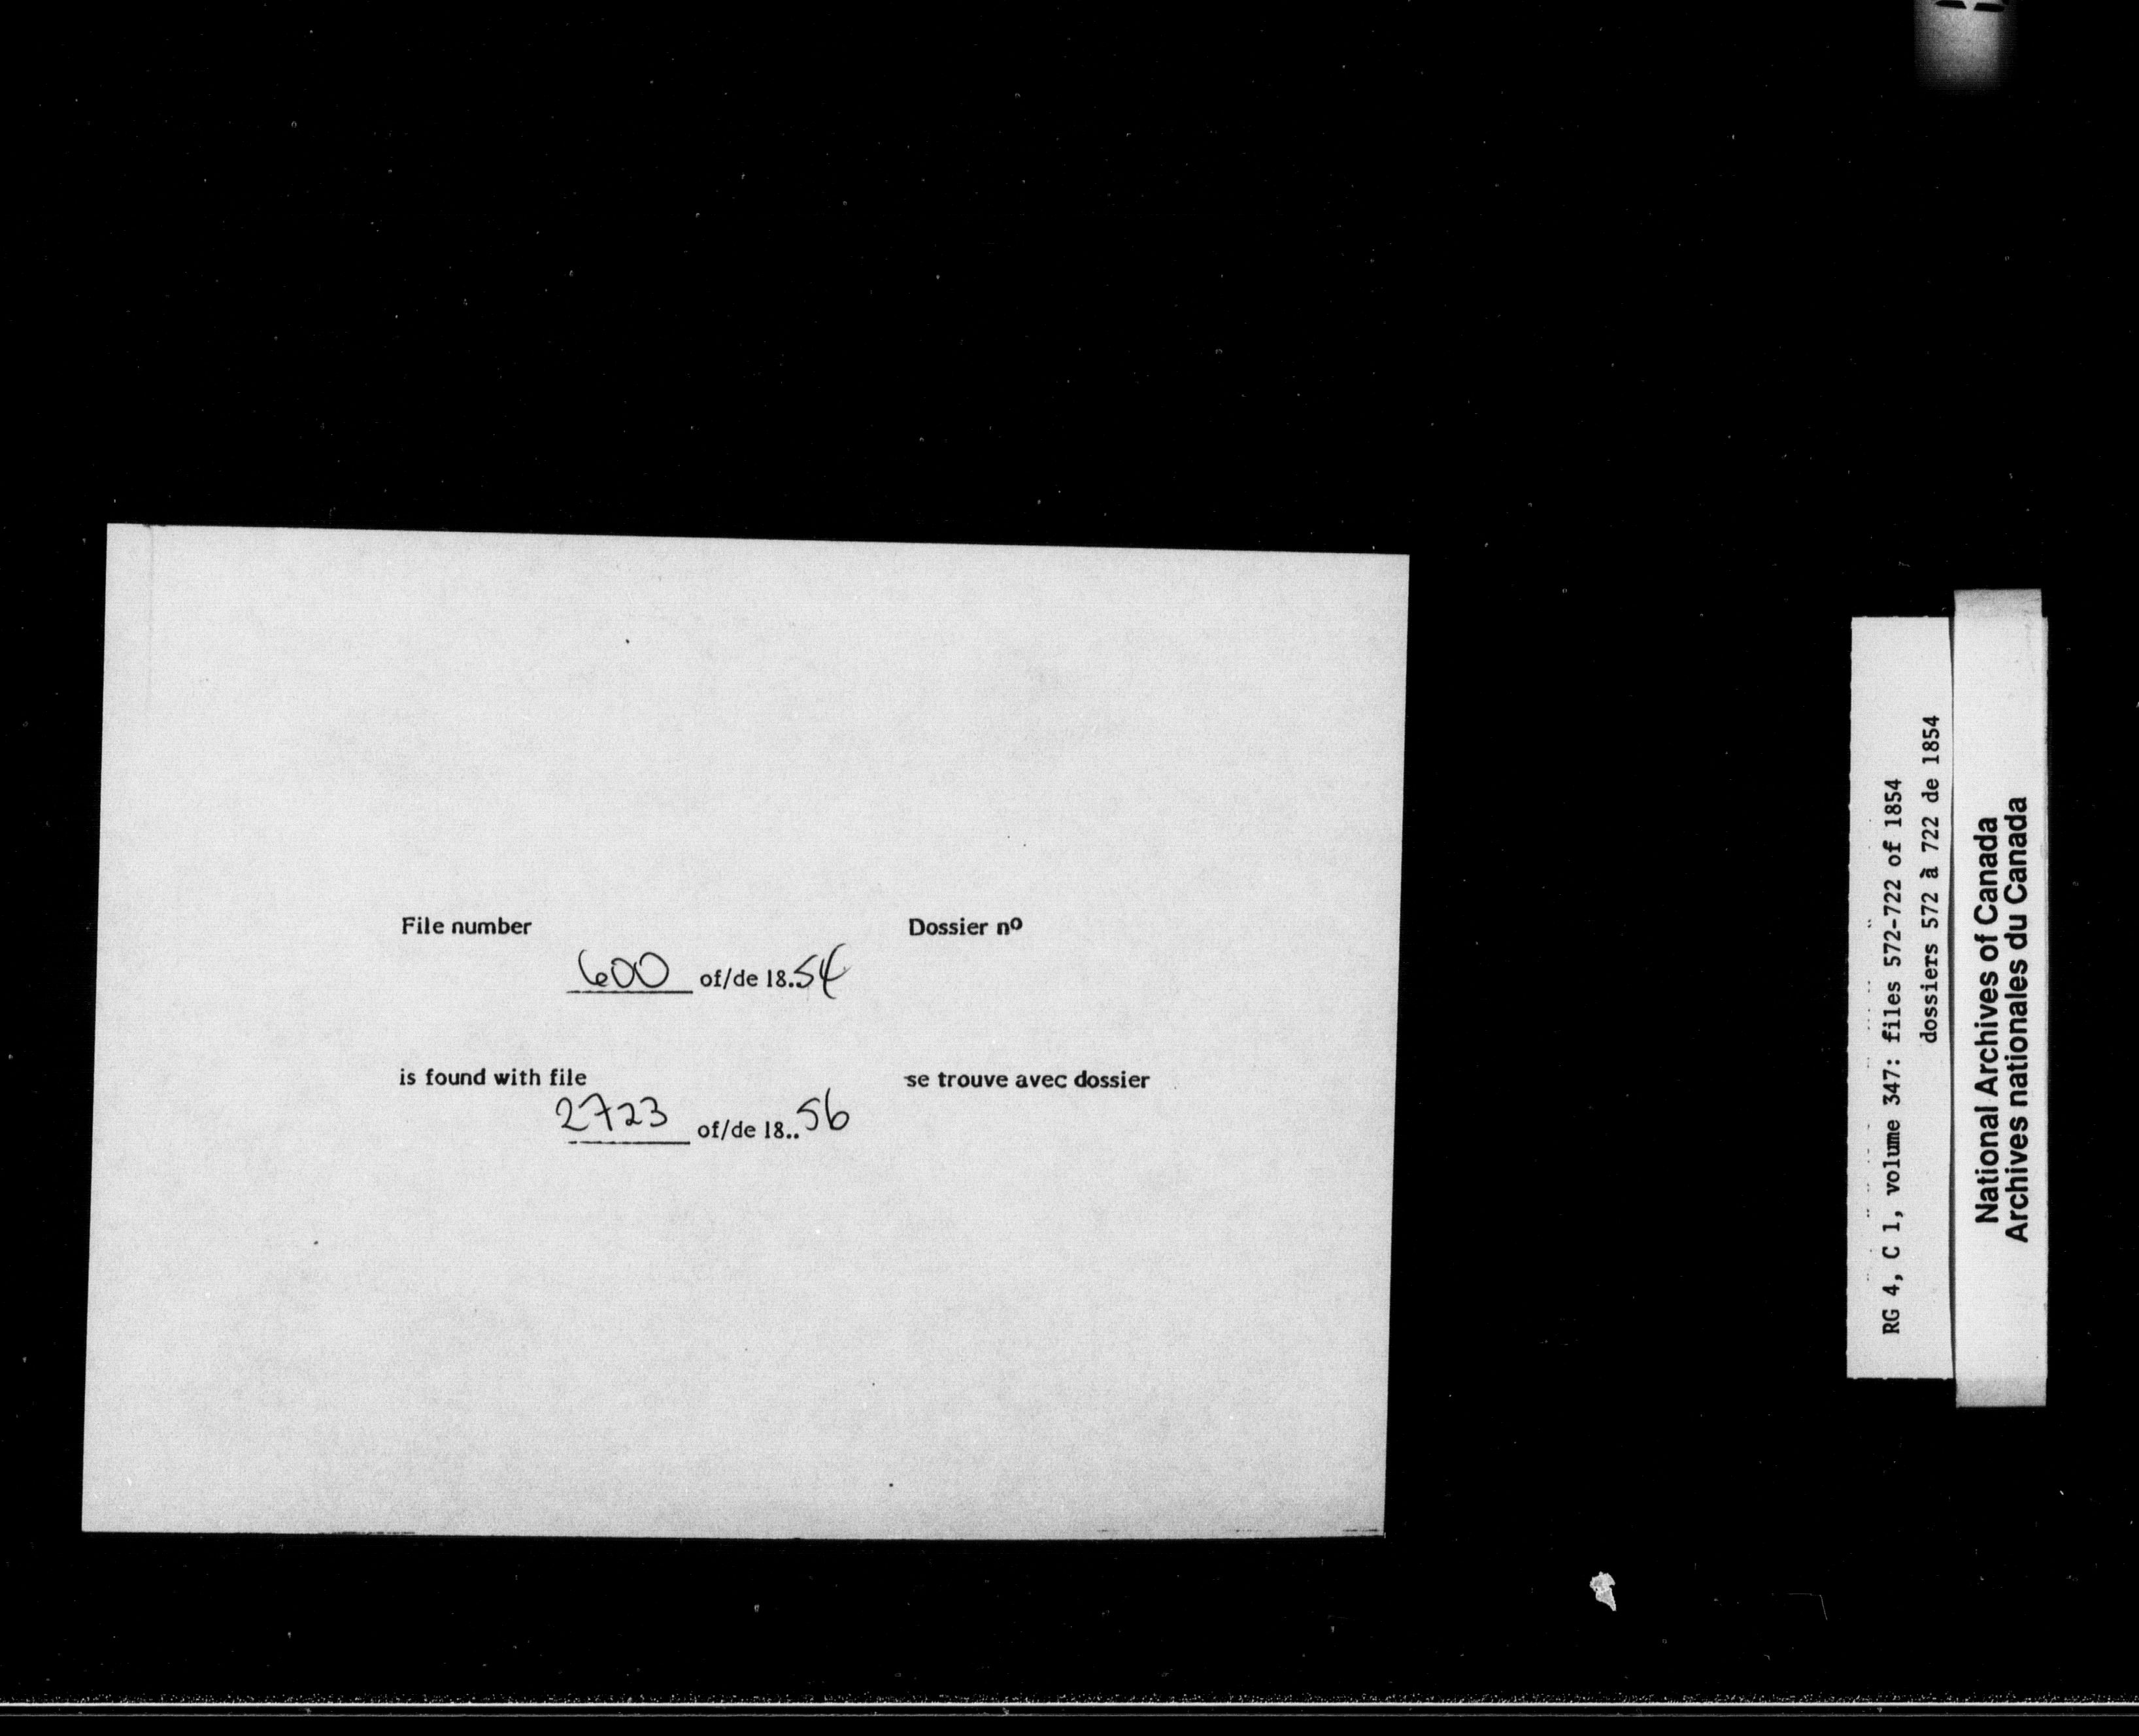 File number Dossier nº
600 of/de 18.54
is found with file se trouve avec dossier
2723 of/de 18..56
RG 4, C 1, volume 347: files 572-722 of 1854
dossiers 572 à 722 de 1854
National Archives of Canada
Archives nationales du Canada